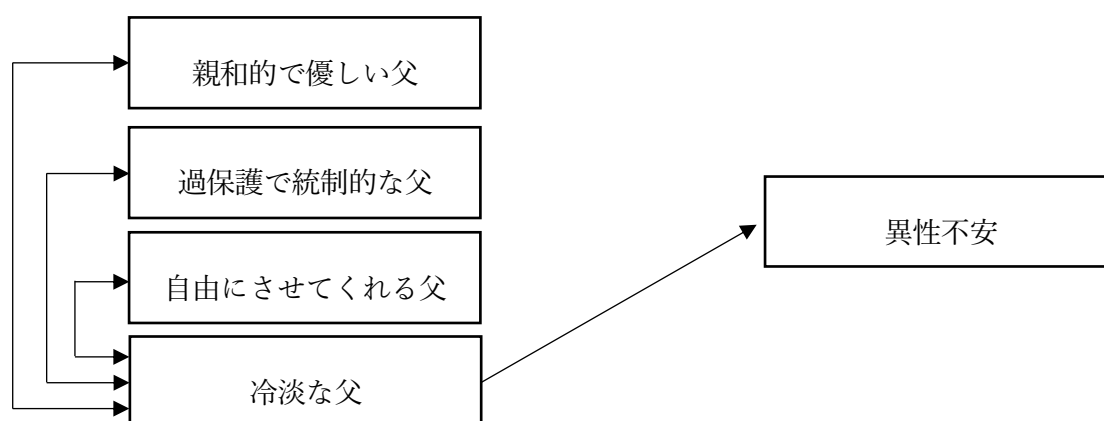 親和的で優しい父
過保護で統制的な父
自由にさせてくれる父
冷淡な父
異性不安